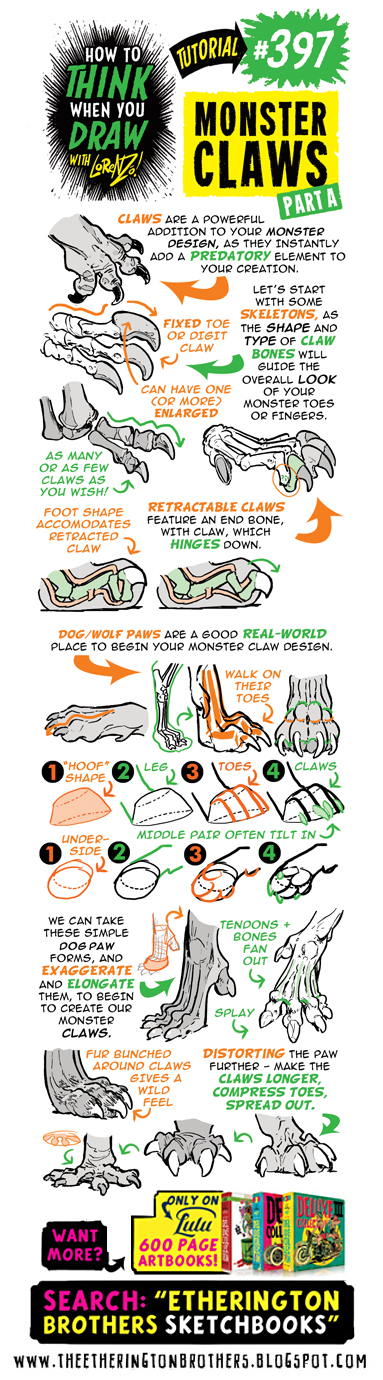 HOW TO
THINK
WHEN YOU
DRAW
WITH LORENZO!
TUTORIAL
#397
MONSTER
CLAWS
PART A
CLAWS ARE A POWERFUL
ADDITION TO YOUR MONSTER
DESIGN, AS THEY INSTANTLY
ADD A PREDATORY ELEMENT TO
YOUR CREATION.
LET'S START
WITH SOME
SKELETONS, AS
THE SHAPE AND
TYPE OF CLAW
BONES WILL
GUIDE THE
OVERALL LOOK
OF YOUR
MONSTER TOES
OR FINGERS.
FIXED TOE
OR DIGIT
CLAW
CAN HAVE ONE
(OR MORE)
ENLARGED
AS MANY
OR AS FEW
CLAWS AS
YOU WISH!
FOOT SHAPE
ACCOMODATES
RETRACTED
CLAW
RETRACTABLE CLAWS
FEATURE AN END BONE,
WITH CLAW, WHICH
HINGES DOWN.
DOG/WOLF PAWS ARE A GOOD REAL-WORLD
PLACE TO BEGIN YOUR MONSTER CLAW DESIGN.
WALK ON
THEIR
TOES
1 "HOOF" SHAPE
2 LEG
3 TOES
4 CLAWS
MIDDLE PAIR OFTEN TILT IN
1 UNDER-
SIDE
2
3
4
WE CAN TAKE
THESE SIMPLE
DOG PAW
FORMS, AND
EXAGGERATE
AND ELONGATE
THEM, TO BEGIN
TO CREATE OUR
MONSTER
CLAWS.
TENDONS +
BONES
FAN
OUT
SPLAY
FUR BUNCHED
AROUND CLAWS
GIVES A
WILD
FEEL
DISTORTING THE PAW
FURTHER - MAKE THE
CLAWS LONGER,
COMPRESS TOES,
SPREAD OUT.
WANT
MORE?
ONLY ON
Lulu
600 PAGE
ARTBOOKS!
DELUXE
SEARCH: "ETHERINGTON
BROTHERS SKETCHBOOKS"
WWW.THEETHERINGTONBROTHERS.BLOGSPOT.COM